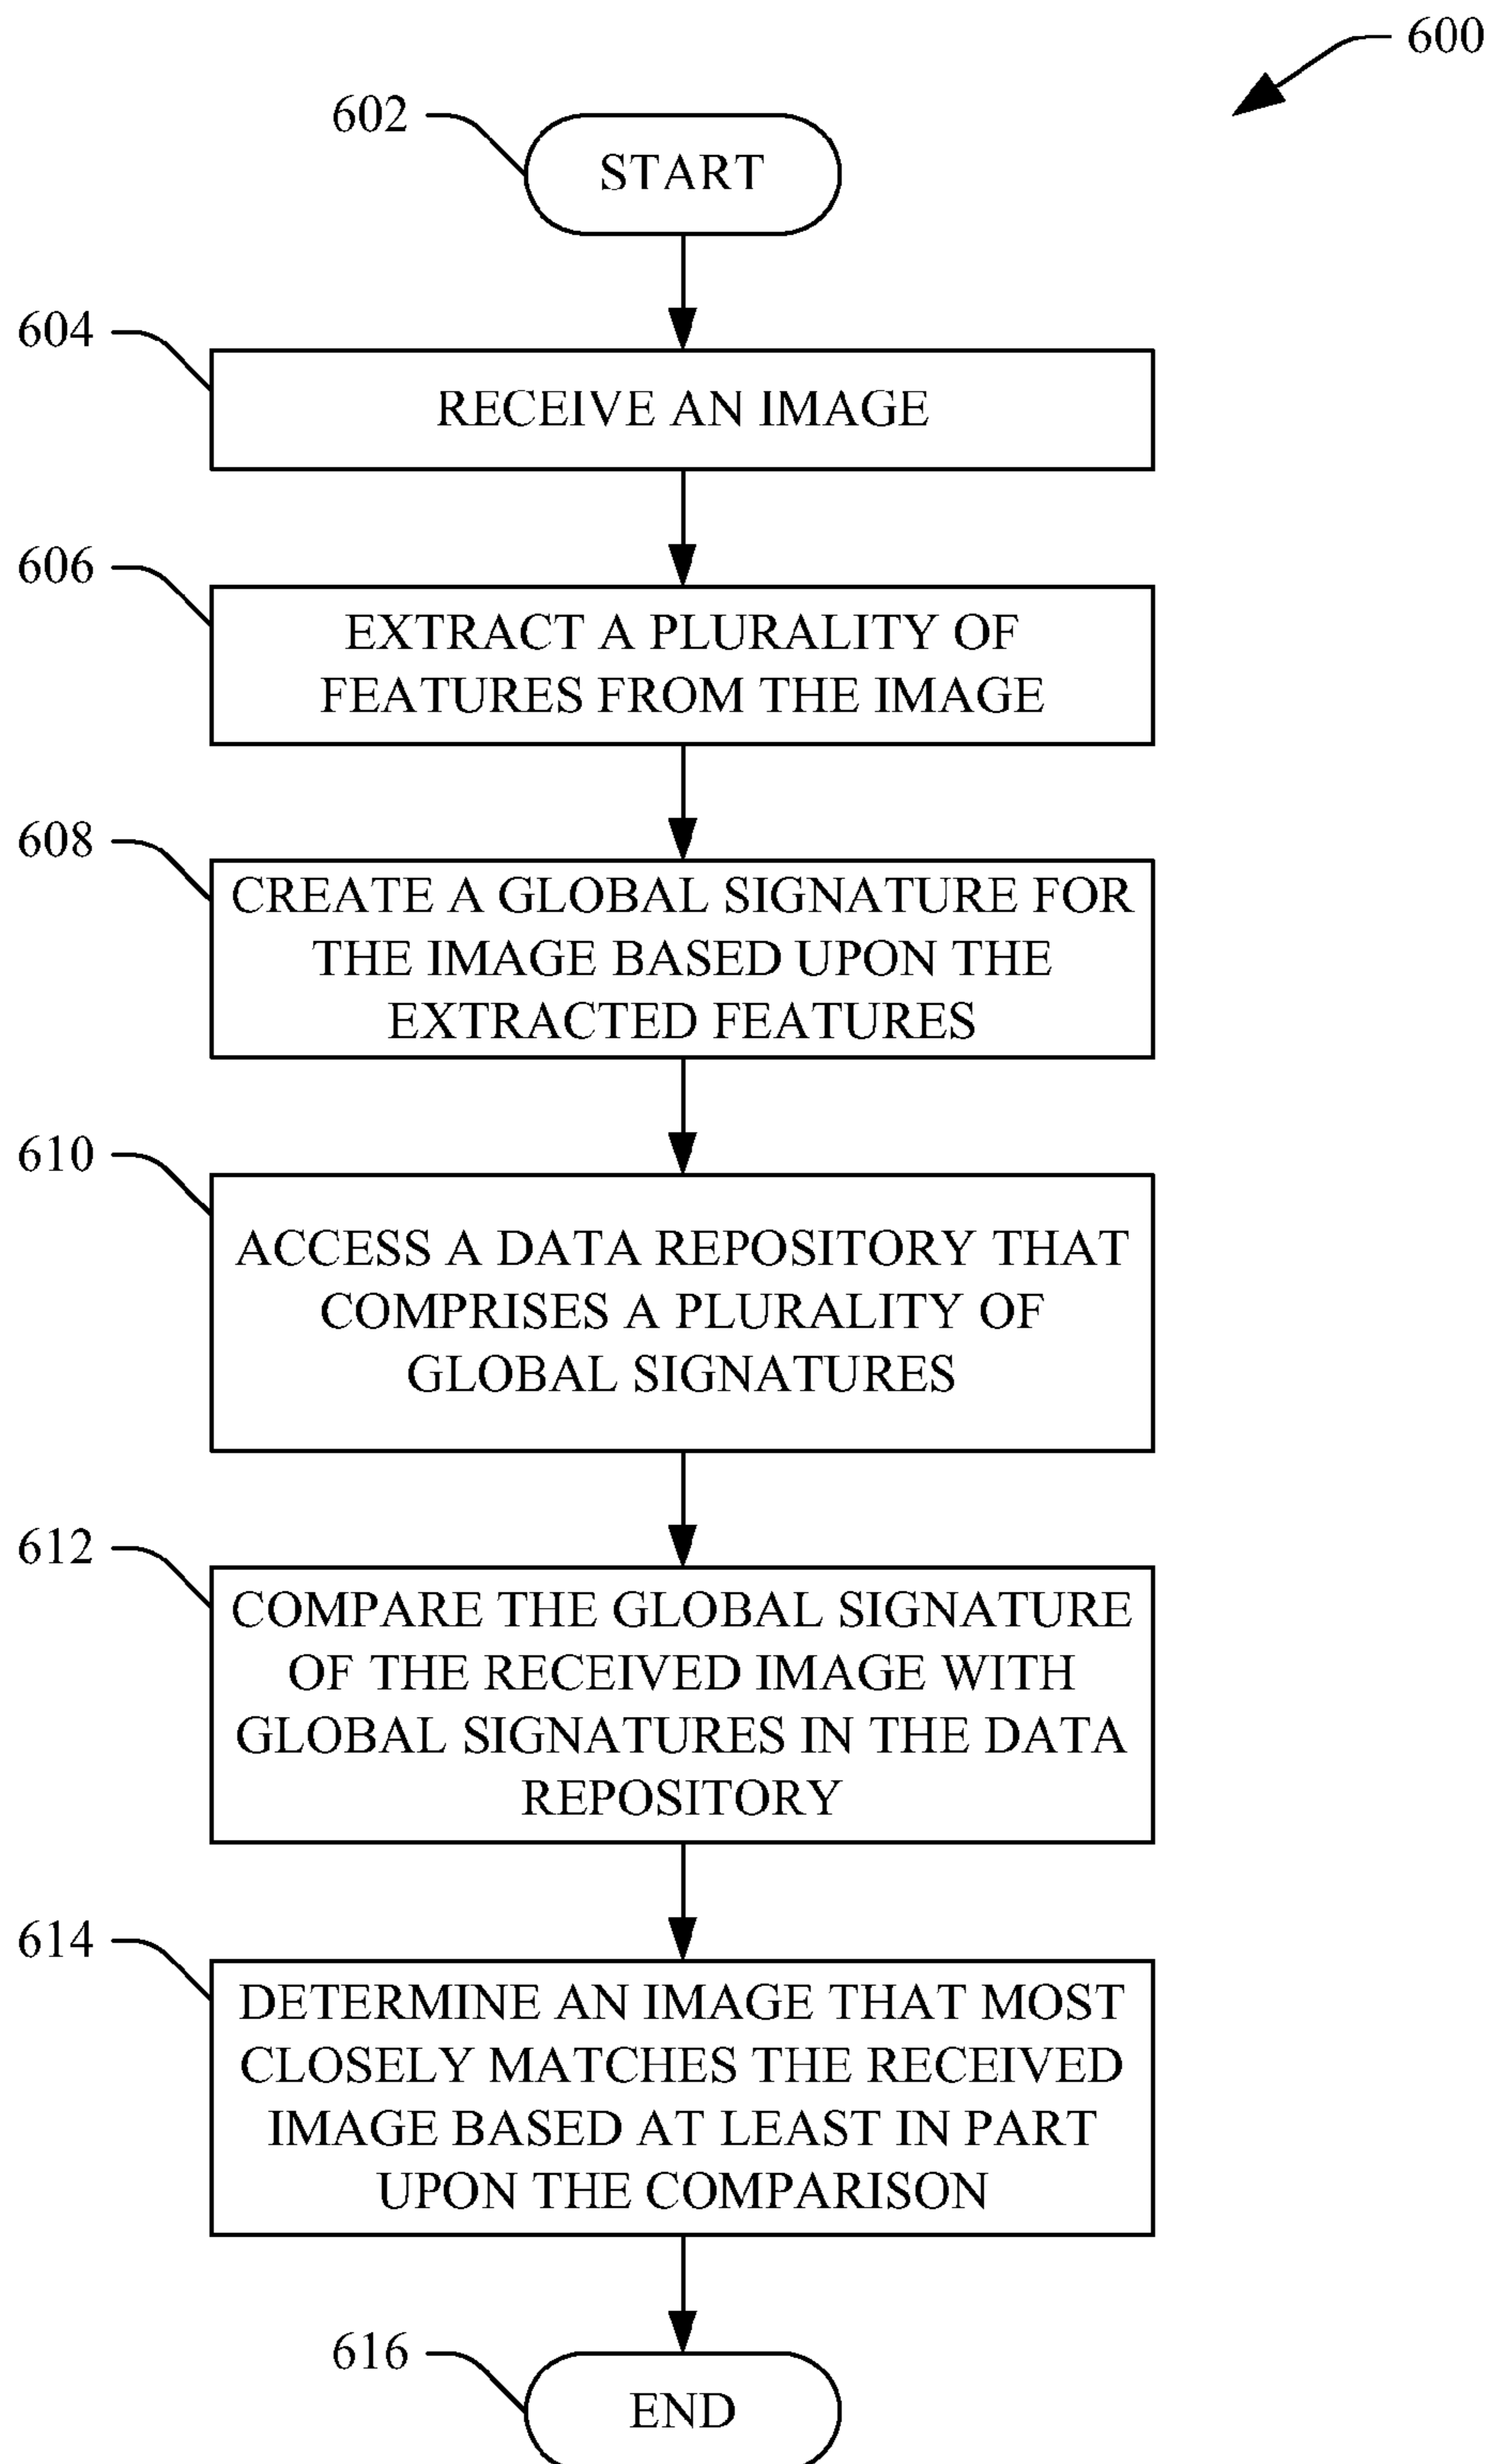 600
602
START
604
RECEIVE AN IMAGE
606
EXTRACT A PLURALITY OF
FEATURES FROM THE IMAGE
608
CREATE A GLOBAL SIGNATURE FOR
THE IMAGE BASED UPON THE
EXTRACTED FEATURES
610
ACCESS A DATA REPOSITORY THAT
COMPRISES A PLURALITY OF
GLOBAL SIGNATURES
612
COMPARE THE GLOBAL SIGNATURE
OF THE RECEIVED IMAGE WITH
GLOBAL SIGNATURES IN THE DATA
REPOSITORY
614
DETERMINE AN IMAGE THAT MOST
CLOSELY MATCHES THE RECEIVED
IMAGE BASED AT LEAST IN PART
UPON THE COMPARISON
616
END